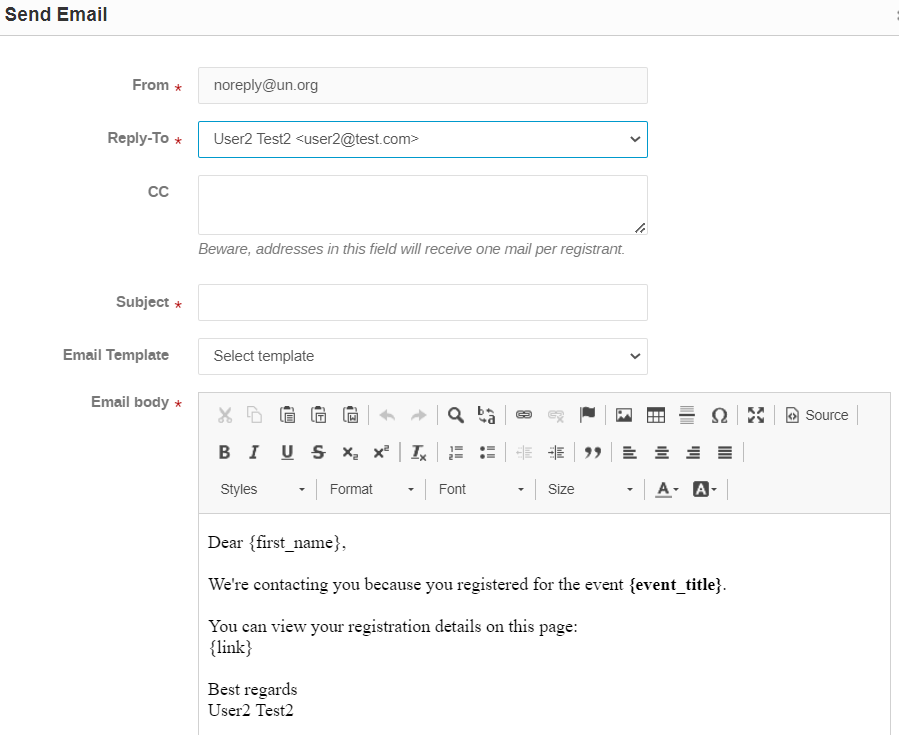 Send Email
From *
noreply@un.org
Reply-To *
User2 Test2 <user2@test.com>
CC
Beware, addresses in this field will receive one mail per registrant.
Subject *
Email Template
Select template
Email body *
Source
B I U S x₂ x² Tx
Styles Format Font Size A A
Dear {first_name},
We're contacting you because you registered for the event {event_title}.
You can view your registration details on this page:
{link}
Best regards
User2 Test2